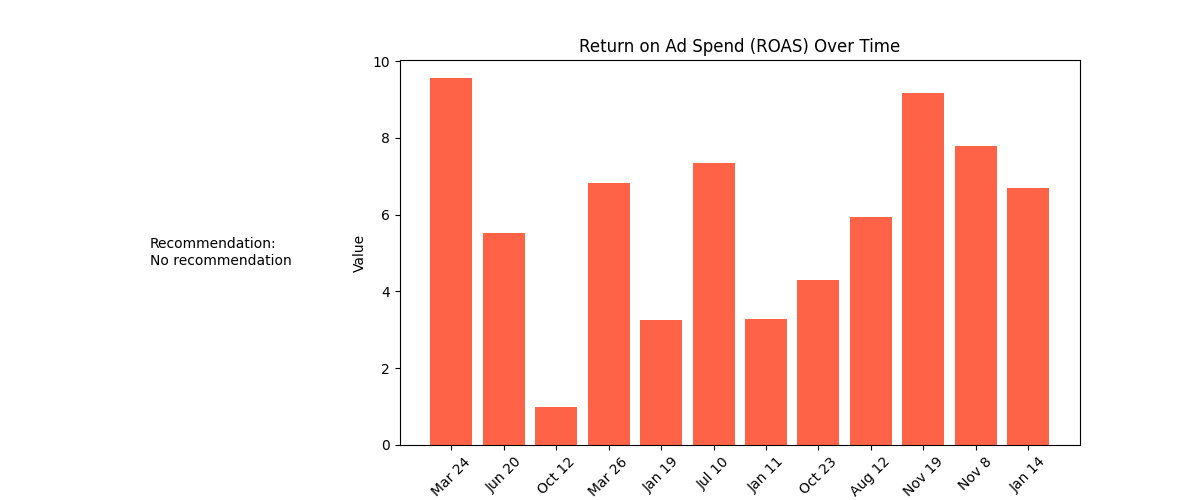 Return on Ad Spend (ROAS) Over Time
Recommendation:
No recommendation
Value
10
8
6
4
2
0
Mar 24
Jun 20
Oct 12
Mar 26
Jan 19
Jul 10
Jan 11
Oct 23
Aug 12
Nov 19
Nov 8
Jan 14